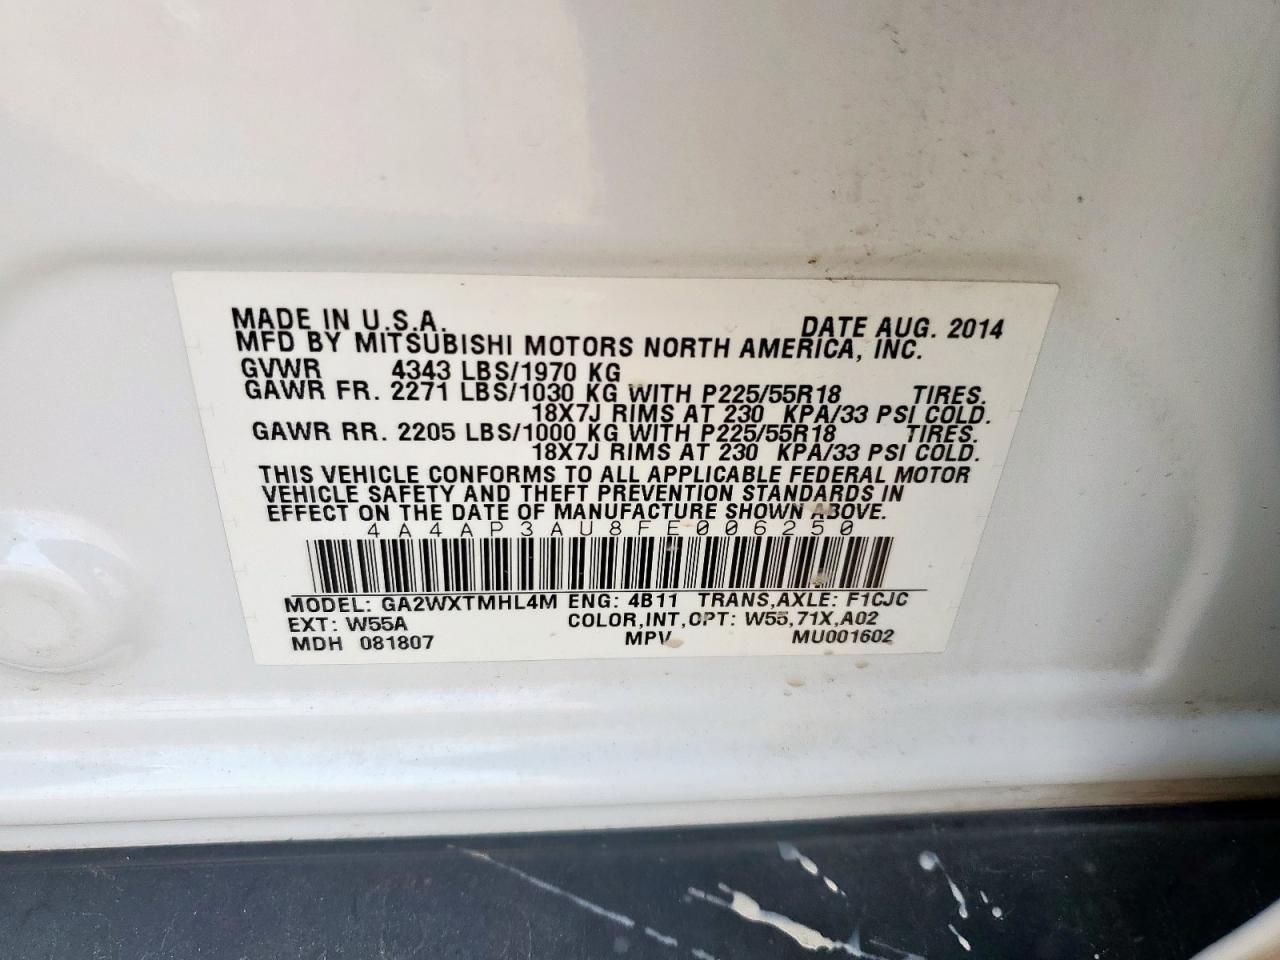 MADE IN U.S.A. DATE AUG. 2014
MFD BY MITSUBISHI MOTORS NORTH AMERICA, INC.
GVWR 4343 LBS/1970 KG
GAWR FR. 2271 LBS/1030 KG WITH P225/55R18 TIRES.
18X7J RIMS AT 230 KPA/33 PSI COLD.
GAWR RR. 2205 LBS/1000 KG WITH P225/55R18 TIRES.
18X7J RIMS AT 230 KPA/33 PSI COLD.
THIS VEHICLE CONFORMS TO ALL APPLICABLE FEDERAL MOTOR
VEHICLE SAFETY AND THEFT PREVENTION STANDARDS IN
EFFECT ON THE DATE OF MANUFACTURE SHOWN ABOVE.
4A4AP3AU8FE006250
MODEL: GA2WXTMHL4M ENG: 4B11 TRANS,AXLE: F1CJC
EXT: W55A COLOR,INT,OPT: W55,71X,A02
MDH 081807 MPV MU001602